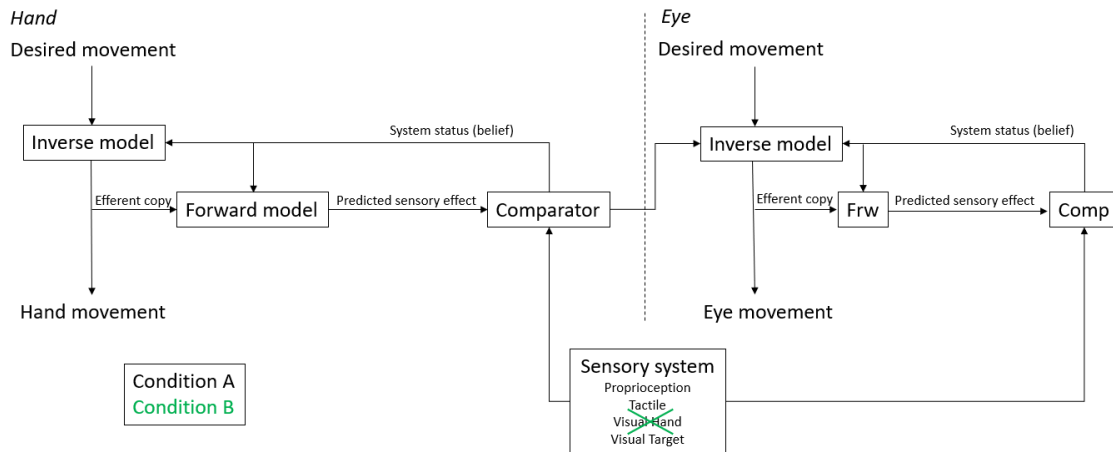 Hand
Eye
Desired movement
Desired movement
System status (belief)
System status (belief)
Inverse model
Inverse model
Efferent copy
Forward model
Predicted sensory effect
Comparator
Efferent copy
Frw
Predicted sensory effect
Comp
Hand movement
Eye movement
Condition A
Condition B
Sensory system
Proprioception
Tactile
Visual Hand
Visual Target